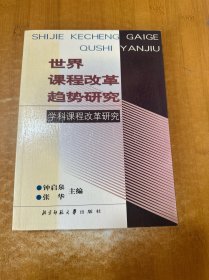 SHIJIE KECHENG GAIGE
QUSHI YANJIU
世界
课程改革
趋势研究
学科课程改革研究
●钟启泉
●张 华
主编
北京师范大学出版社